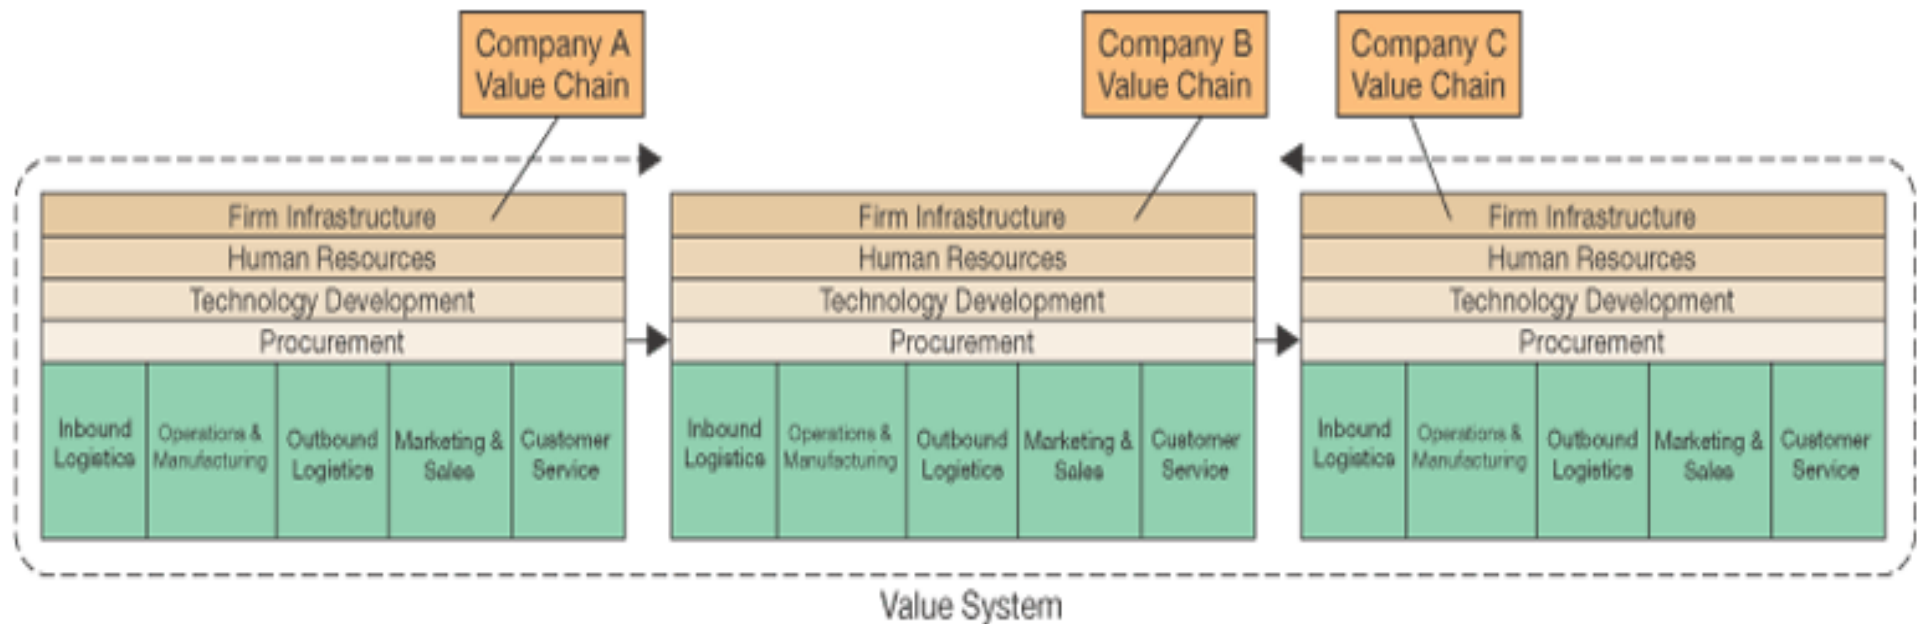 Company A
Value Chain
Company B
Value Chain
Company C
Value Chain
Firm Infrastructure
Human Resources
Technology Development
Procurement
Inbound
Logistics
Operations &
Manufacturing
Outbound
Logistics
Marketing &
Sales
Customer
Service
Firm Infrastructure
Human Resources
Technology Development
Procurement
Inbound
Logistics
Operations &
Manufacturing
Outbound
Logistics
Marketing &
Sales
Customer
Service
Firm Infrastructure
Human Resources
Technology Development
Procurement
Inbound
Logistics
Operations &
Manufacturing
Outbound
Logistics
Marketing &
Sales
Customer
Service
Value System